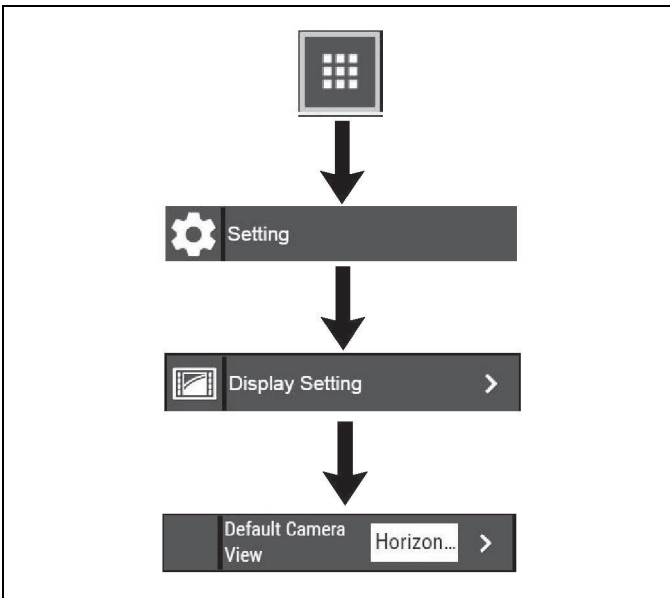 Setting
Display Setting
Default Camera
View
Horizon...